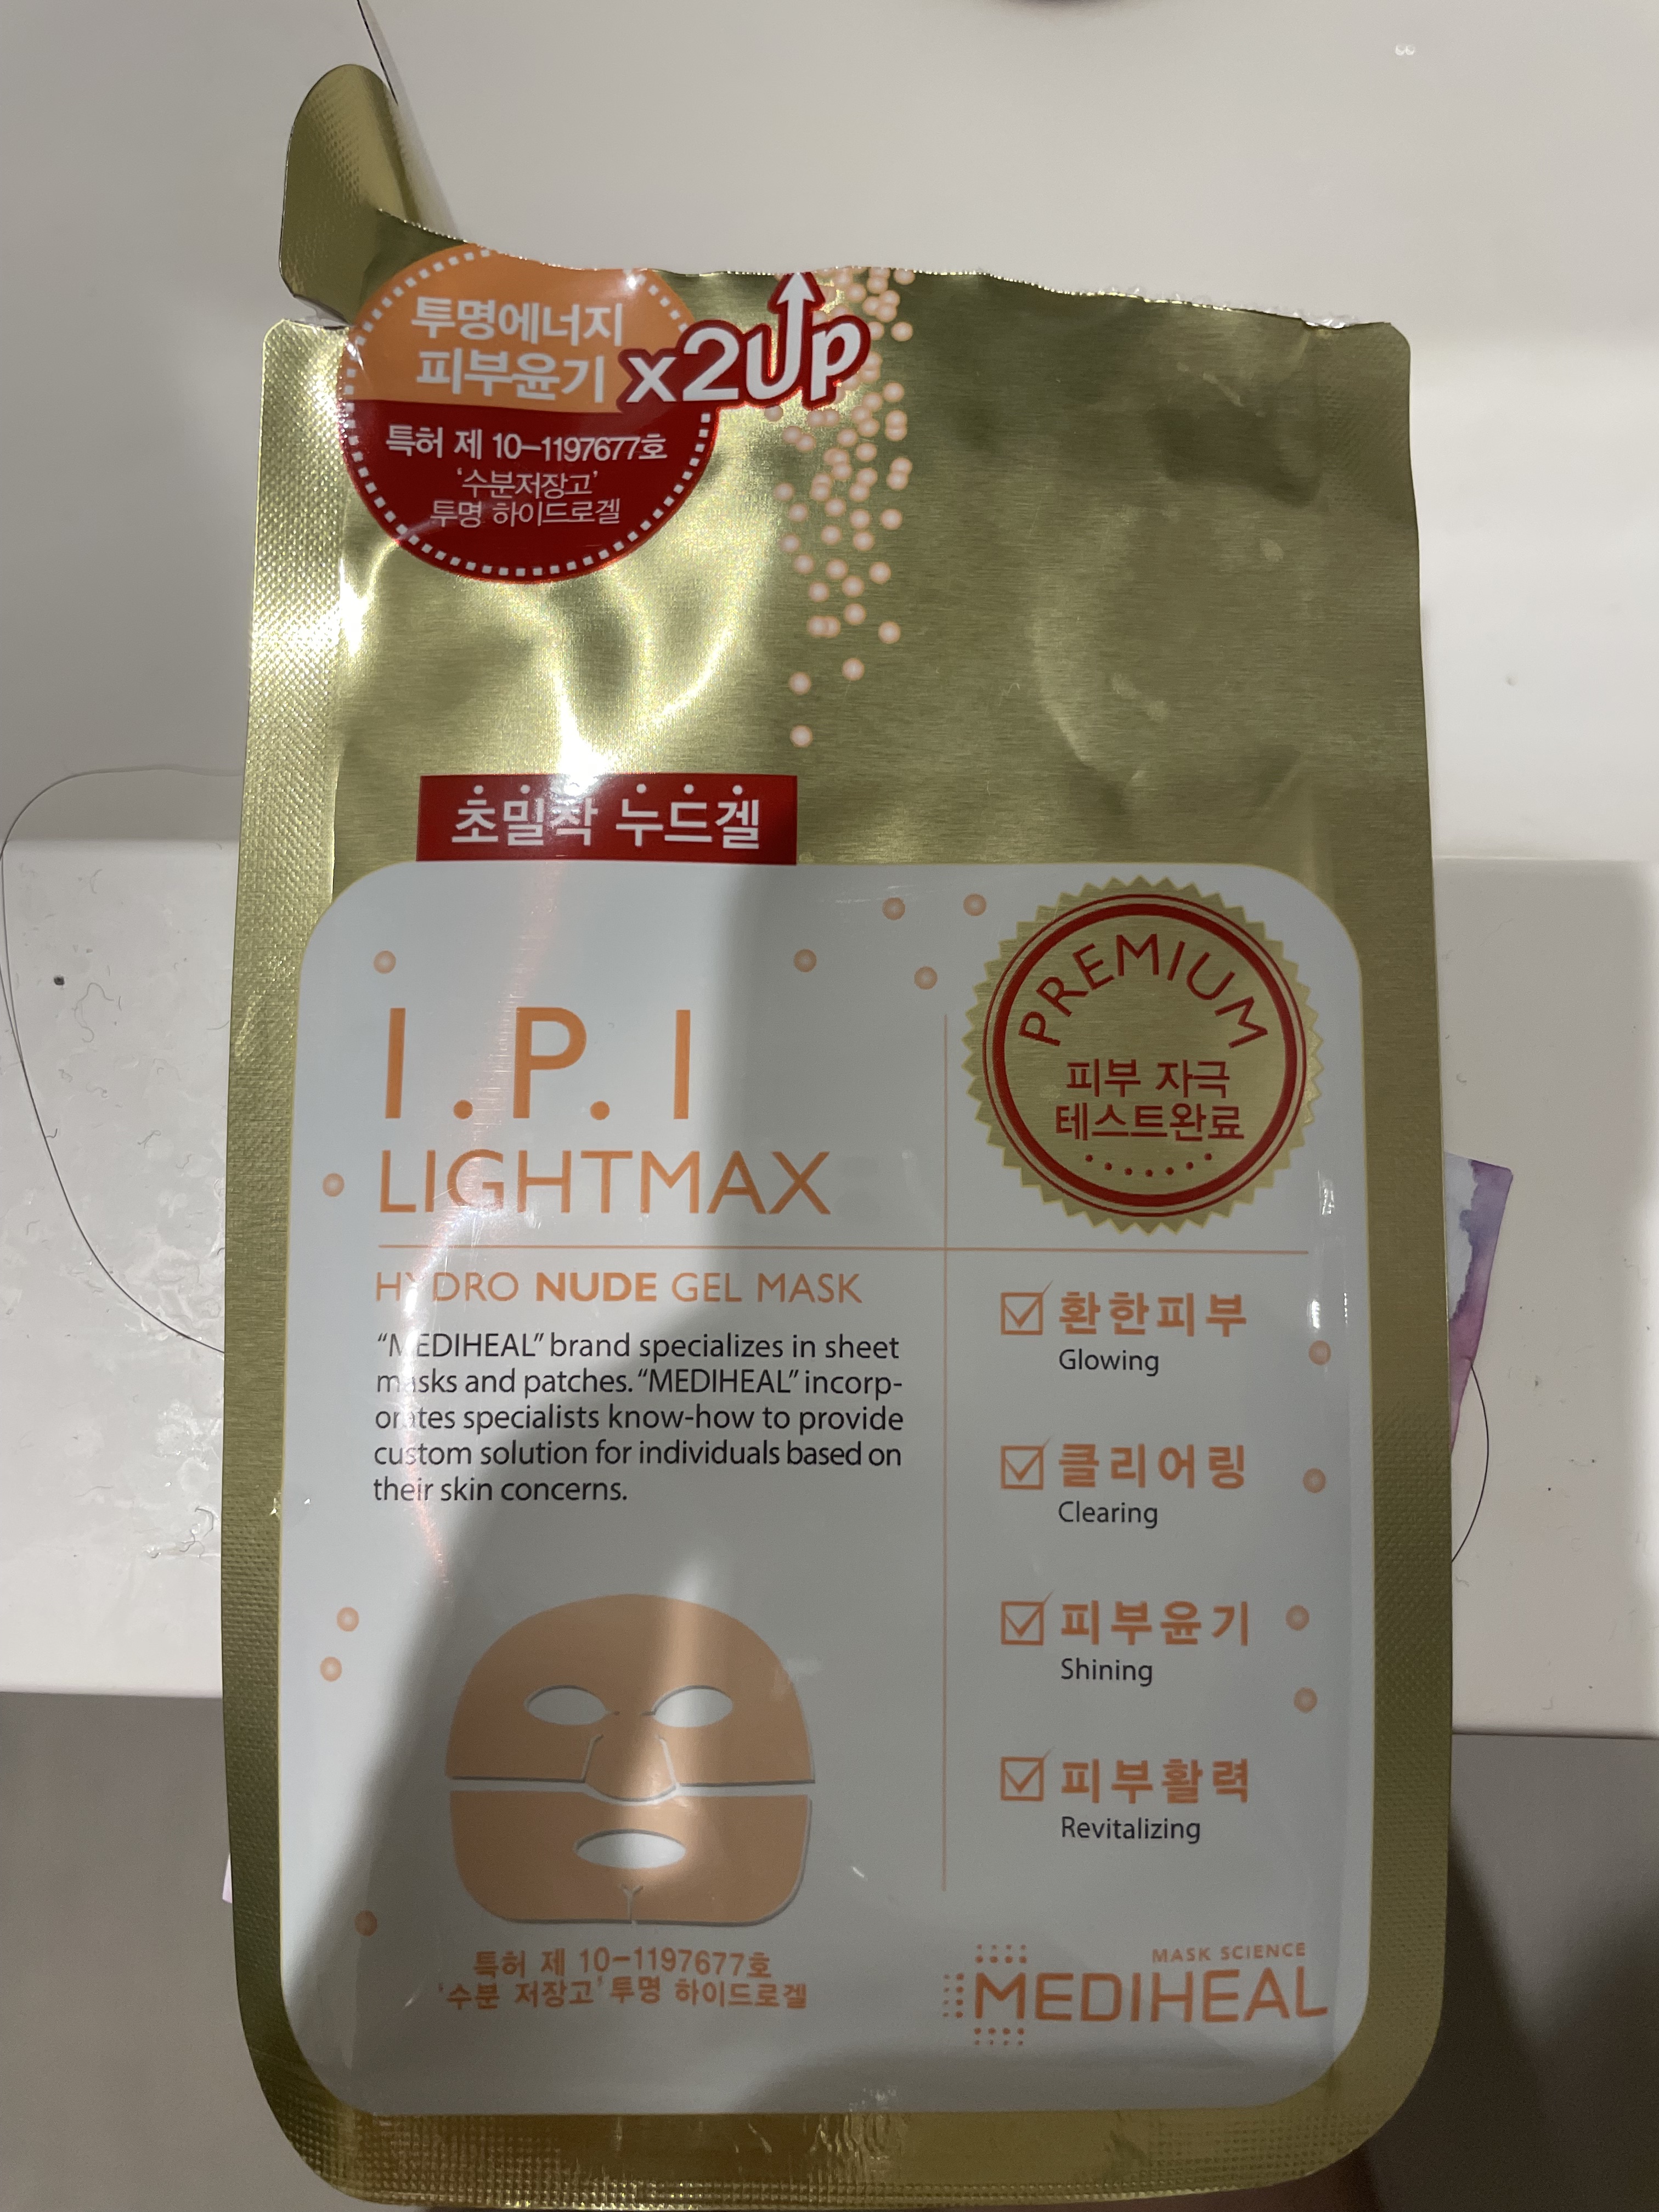 투명에너지
피부윤기 x2Up
특허 제 10-1197677호
'수분저장고'
투명 하이드로겔
초밀착 누드겔
PREMIUM
피부 자극
테스트완료
I.P.I
LIGHTMAX
HYDRO NUDE GEL MASK
“MEDIHEAL” brand specializes in sheet
masks and patches. “MEDIHEAL” incorp-
orates specialists know-how to provide
custom solution for individuals based on
their skin concerns.
환한피부
Glowing
클리어링
Clearing
피부윤기
Shining
피부활력
Revitalizing
특허 제 10-1197677호
'수분 저장고' 투명 하이드로겔
MASK SCIENCE
MEDIHEAL